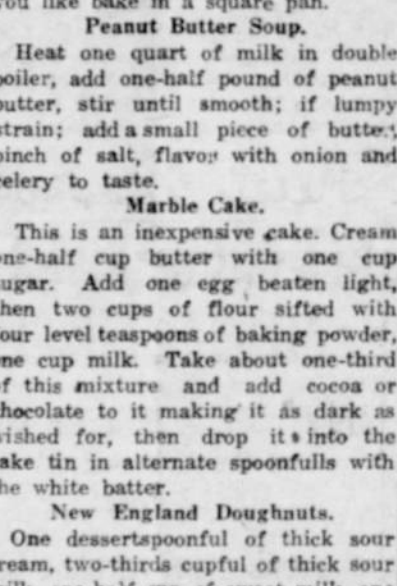 you like bake in a square pan.
Peanut Butter Soup.
Heat one quart of milk in double
boiler, add one-half pound of peanut
butter, stir until smooth; if lumpy
strain; add a small piece of butter,
pinch of salt, flavor with onion and
celery to taste.
Marble Cake.
This is an inexpensive cake. Cream
one-half cup butter with one cup
sugar. Add one egg beaten light,
then two cups of flour sifted with
four level teaspoons of baking powder,
one cup milk. Take about one-third
of this mixture and add cocoa or
chocolate to it making it as dark as
wished for, then drop it into the
cake tin in alternate spoonfulls with
the white batter.
New England Doughnuts.
One dessertspoonful of thick sour
cream, two-thirds cupful of thick sour